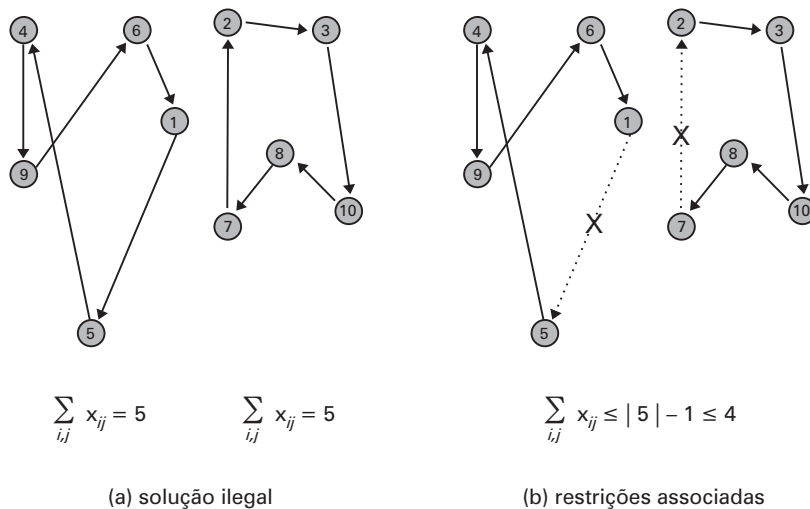 4
6
2
3
1
8
9
7
10
5
4
6
2
3
1
X
8
9
X
7
10
5
∑ x_ij = 5
i,j
∑ x_ij = 5
i,j
∑ x_ij ≤ | 5 | – 1 ≤ 4
i,j
(a) solução ilegal
(b) restrições associadas